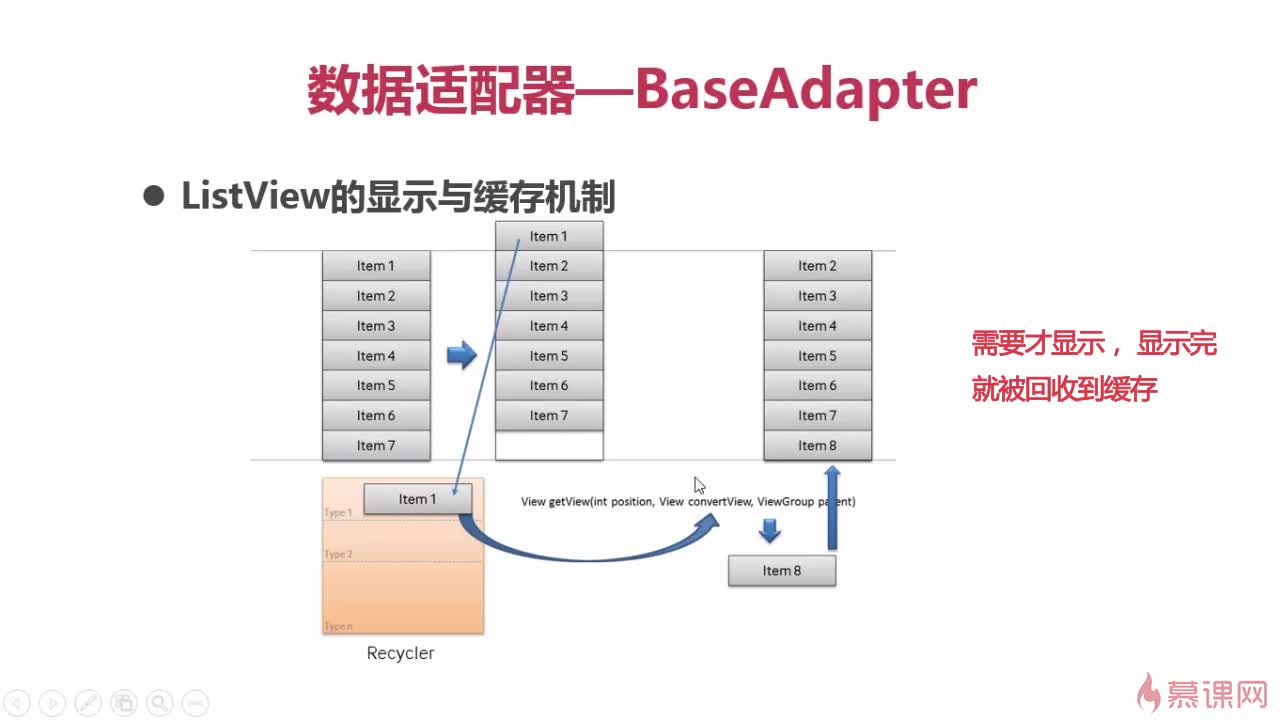 数据适配器—BaseAdapter
● ListView的显示与缓存机制
Item 1
Item 2
Item 3
Item 4
Item 5
Item 6
Item 7
Item 1
Item 2
Item 3
Item 4
Item 5
Item 6
Item 7
Item 2
Item 3
Item 4
Item 5
Item 6
Item 7
Item 8
需要才显示，显示完
就被回收到缓存
Item 1
Type 1
Type 2
Type n
Recycler
View getView(int position, View convertView, ViewGroup parent)
Item 8
慕课网